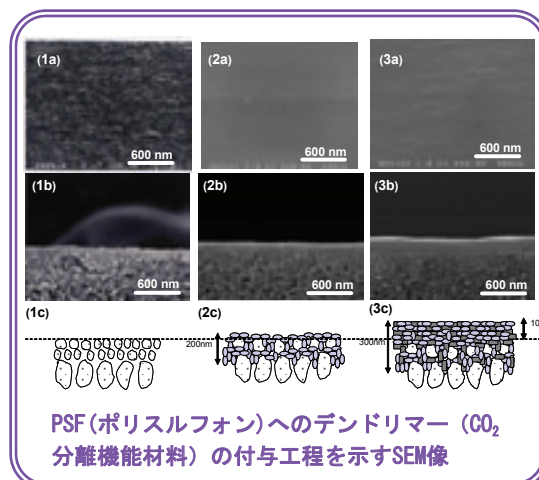 (1a) (2a) (3a)
600 nm 600 nm 600 nm
(1b) (2b) (3b)
600 nm 600 nm 600 nm
(1c) (2c) (3c)
200nm 300nm 10
PSF(ポリスルフォン)へのデンドリマー(CO₂
分離機能材料)の付与工程を示すSEM像